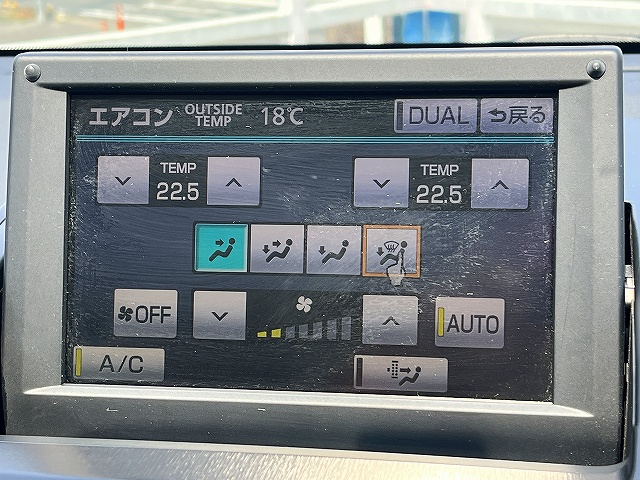 エアコン OUTSIDE TEMP 18℃ DUAL 戻る
TEMP 22.5
TEMP 22.5
OFF
AUTO
A/C